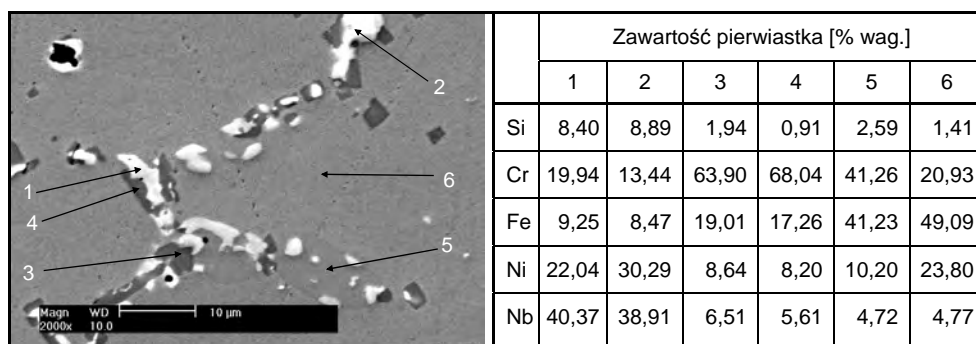 2
1
4
6
5
3
Magn WD 10 µm
2000x 10.0
Zawartość pierwiastka [% wag.]
1 2 3 4 5 6
Si 8,40 8,89 1,94 0,91 2,59 1,41
Cr 19,94 13,44 63,90 68,04 41,26 20,93
Fe 9,25 8,47 19,01 17,26 41,23 49,09
Ni 22,04 30,29 8,64 8,20 10,20 23,80
Nb 40,37 38,91 6,51 5,61 4,72 4,77